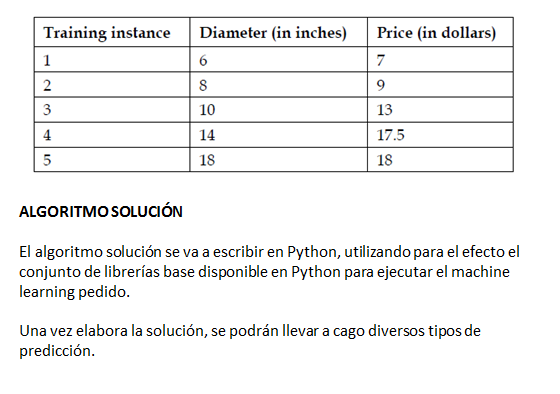 Training instance Diameter (in inches) Price (in dollars)
1 6 7
2 8 9
3 10 13
4 14 17.5
5 18 18
ALGORITMO SOLUCIÓN
El algoritmo solución se va a escribir en Python, utilizando para el efecto el
conjunto de librerías base disponible en Python para ejecutar el machine
learning pedido.
Una vez elabora la solución, se podrán llevar a cago diversos tipos de
predicción.